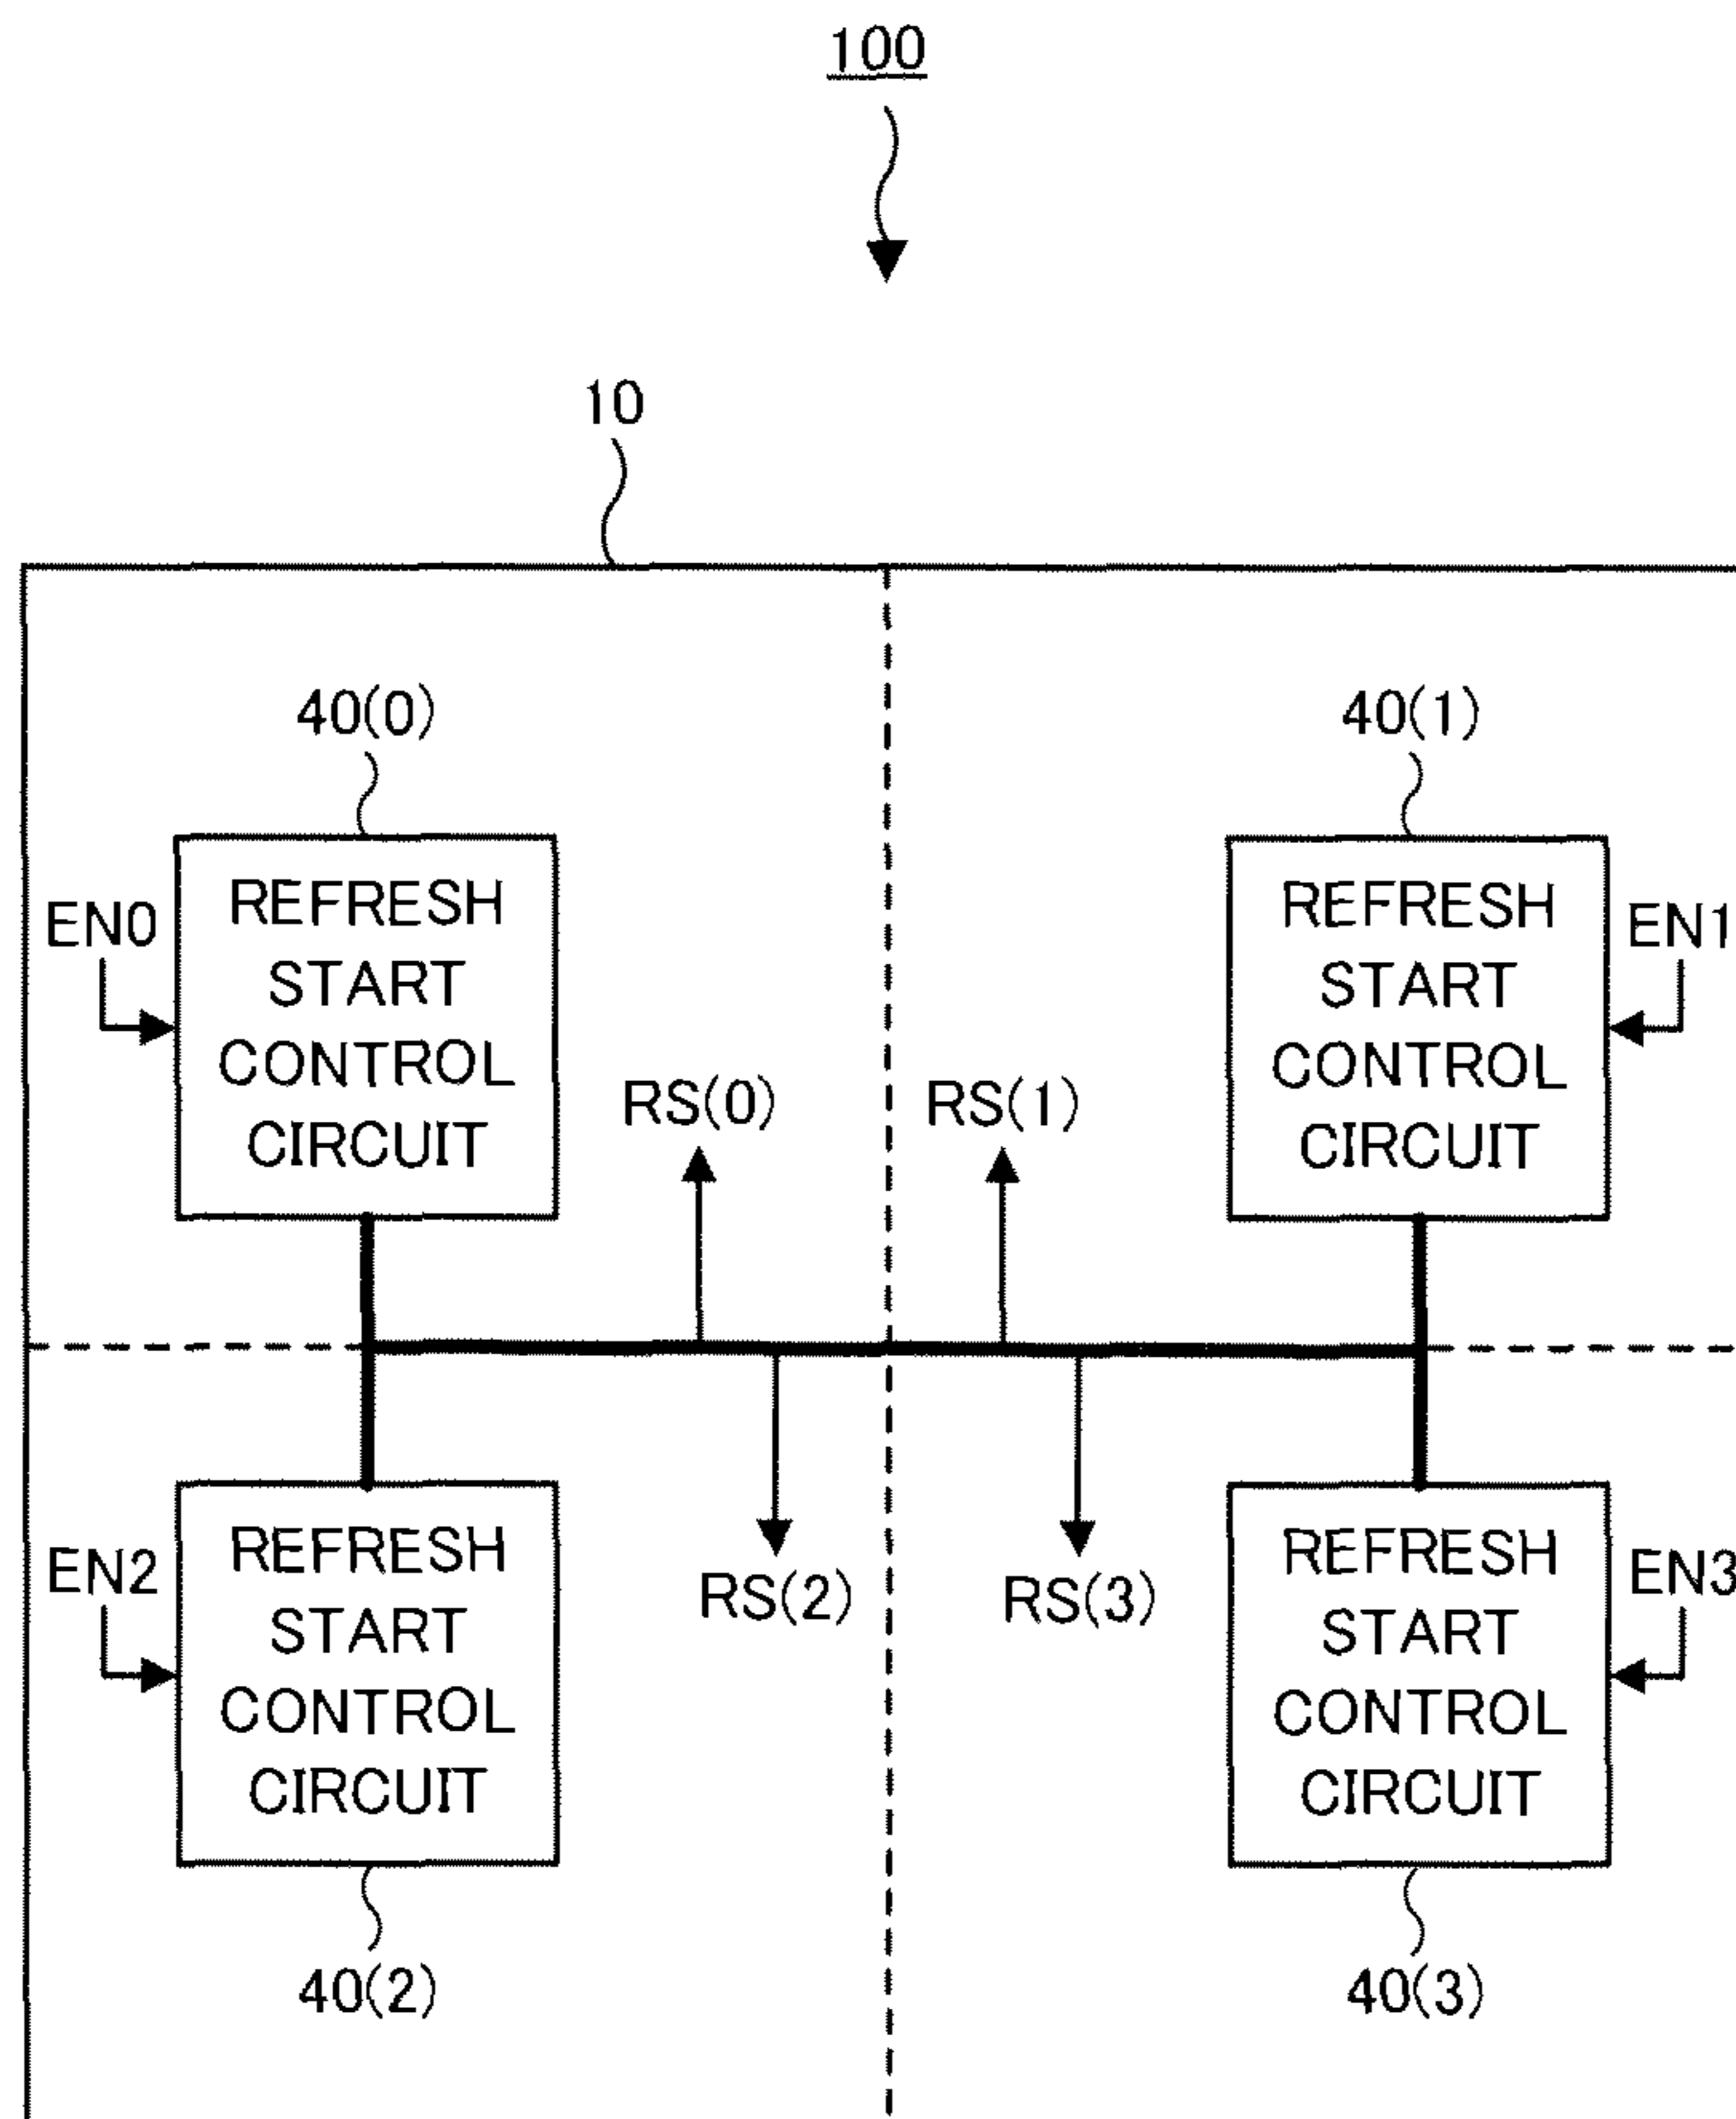 100
10
40(0)
40(1)
EN0
REFRESH
START
CONTROL
CIRCUIT
REFRESH
START
CONTROL
CIRCUIT
EN1
RS(0)
RS(1)
EN2
REFRESH
START
CONTROL
CIRCUIT
RS(2)
RS(3)
REFRESH
START
CONTROL
CIRCUIT
EN3
40(2)
40(3)